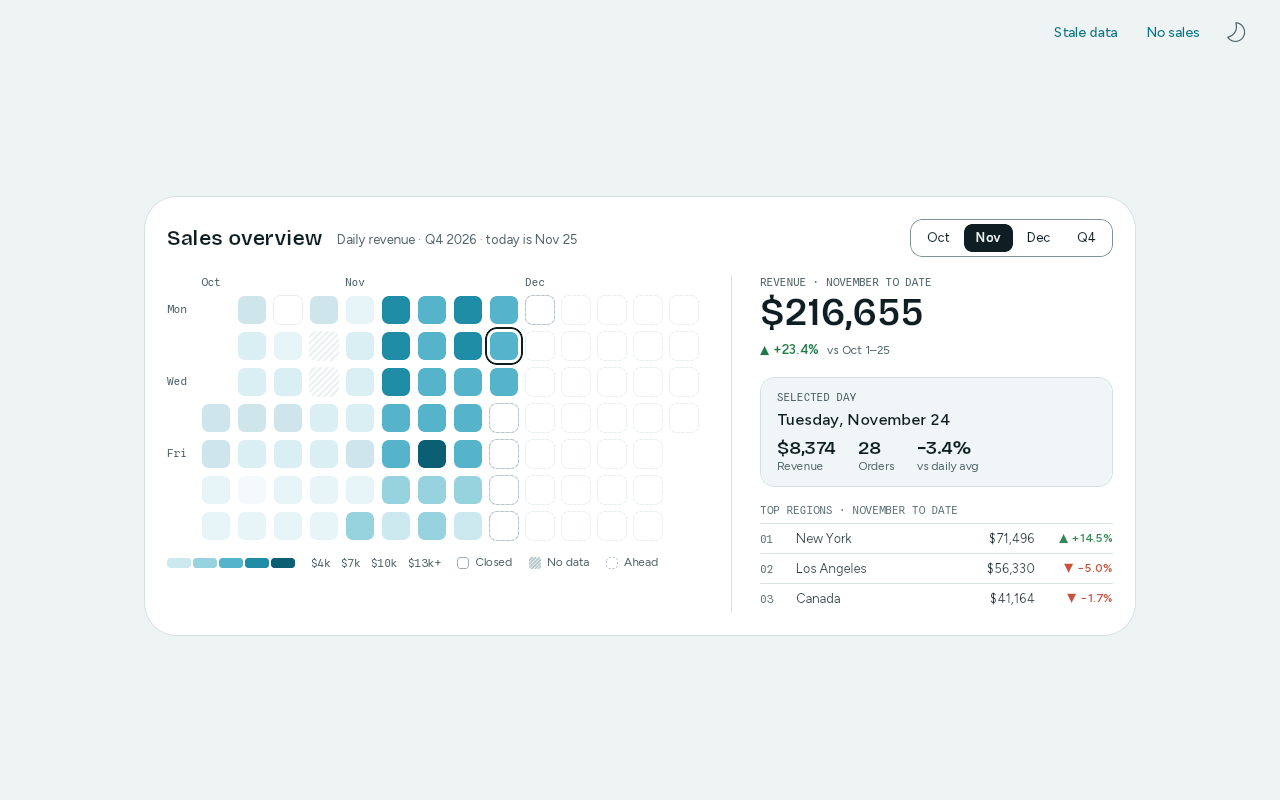 Stale data
No sales
Sales overview
Daily revenue · Q4 2026 · today is Nov 25
Oct
Nov
Dec
Q4
Oct
Nov
Dec
Mon
Wed
Fri
$4k
$7k
$10k
$13k+
Closed
No data
Ahead
REVENUE · NOVEMBER TO DATE
$216,655
▲ +23.4% vs Oct 1–25
SELECTED DAY
Tuesday, November 24
$8,374 28 −3.4%
Revenue Orders vs daily avg
TOP REGIONS · NOVEMBER TO DATE
01 New York $71,496 ▲ +14.5%
02 Los Angeles $56,330 ▼ −5.0%
03 Canada $41,164 ▼ −1.7%